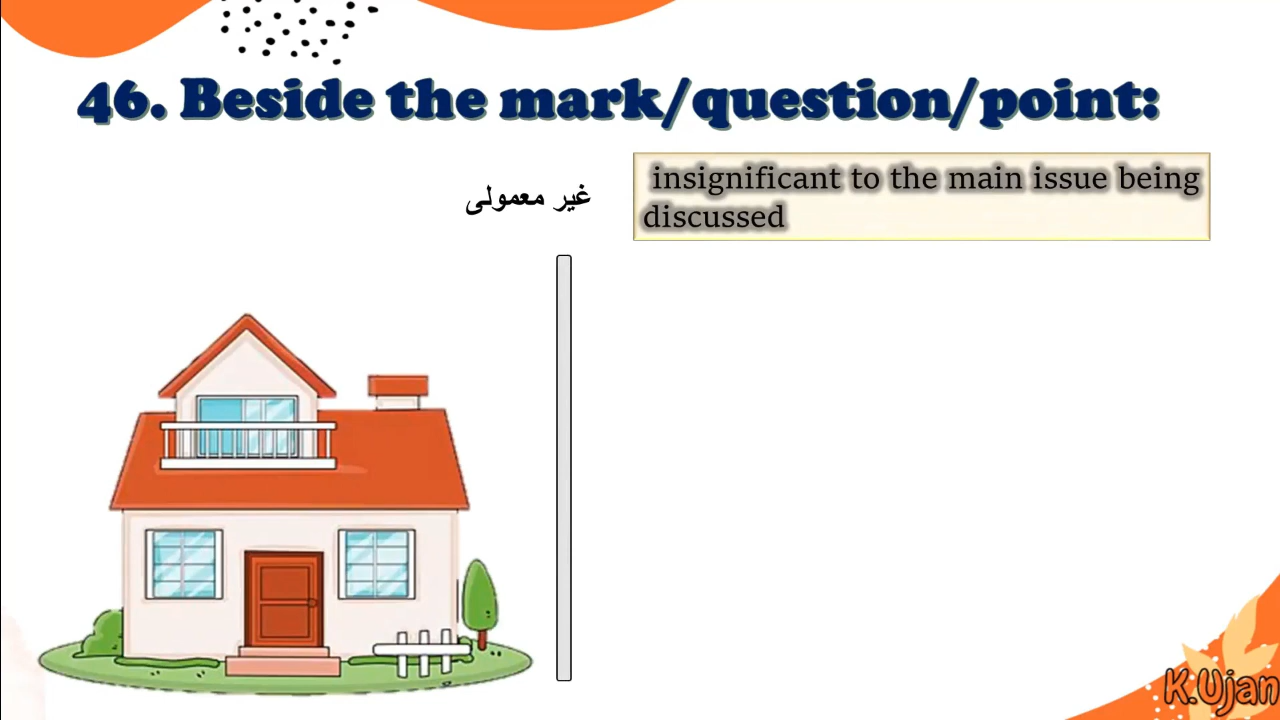 46. Beside the mark/question/point:
غیر معمولی
insignificant to the main issue being
discussed
K.Ujan